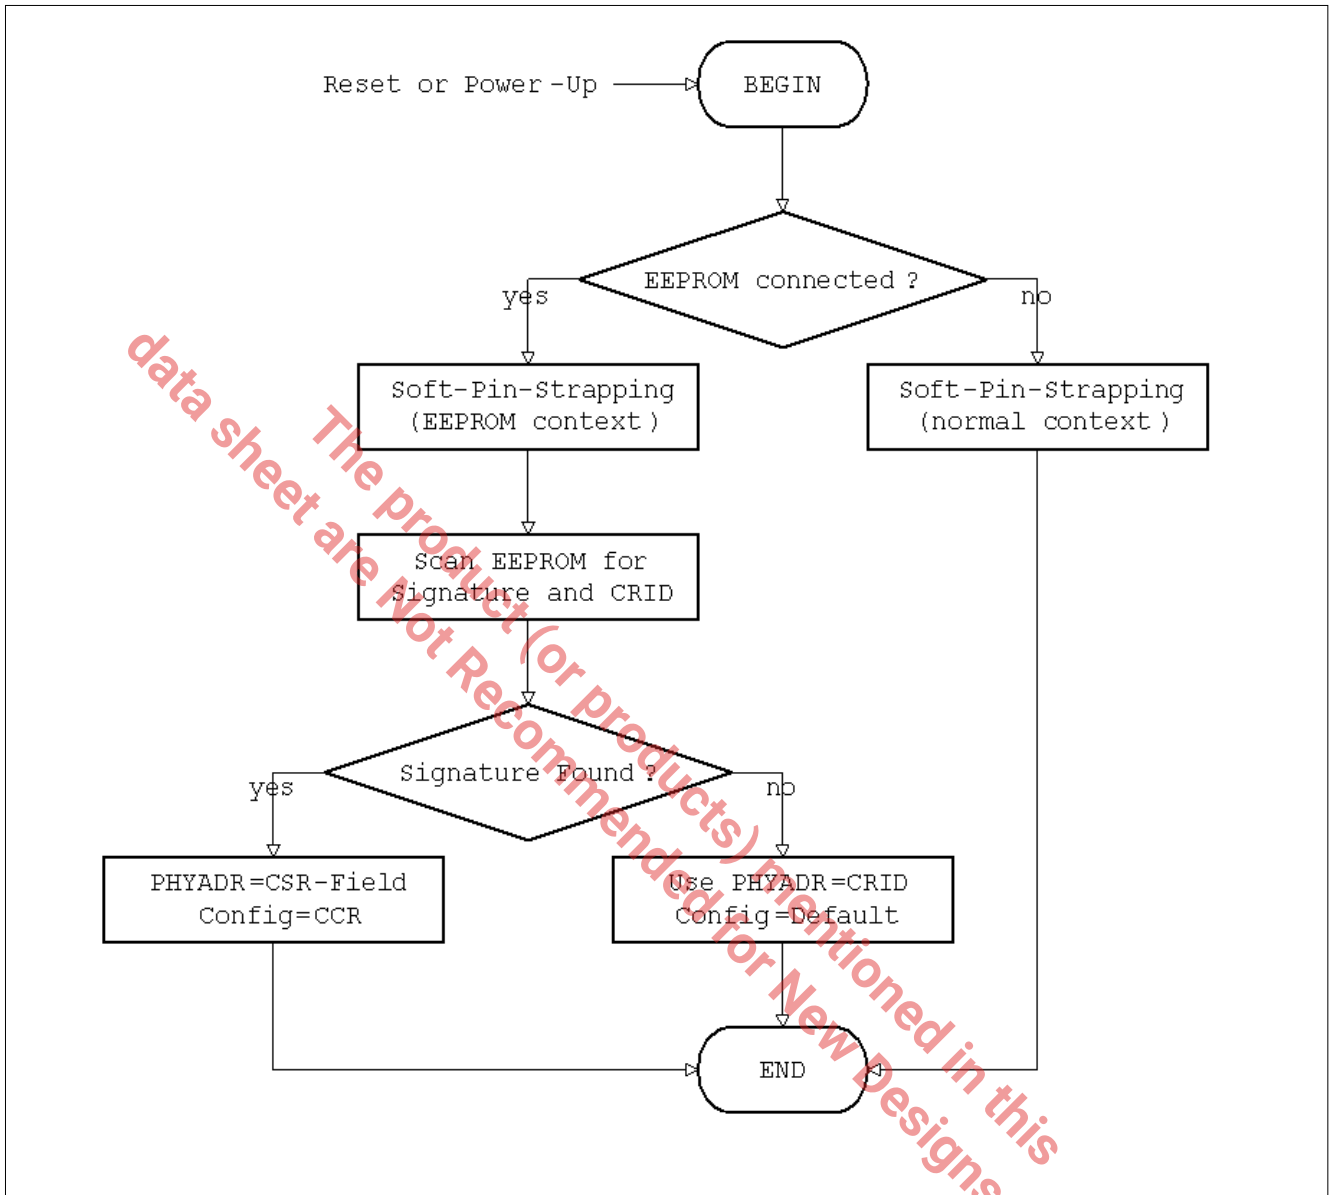 Reset or Power-Up
BEGIN
EEPROM connected?
yes
no
Soft-Pin-Strapping
(EEPROM context)
Soft-Pin-Strapping
(normal context)
Scan EEPROM for
Signature and CRID
Signature Found?
yes
no
PHYADR=CSR-Field
Config=CCR
Use PHYADR=CRID
Config=Default
END
The product (or products) mentioned in this
data sheet are Not Recommended for New Designs